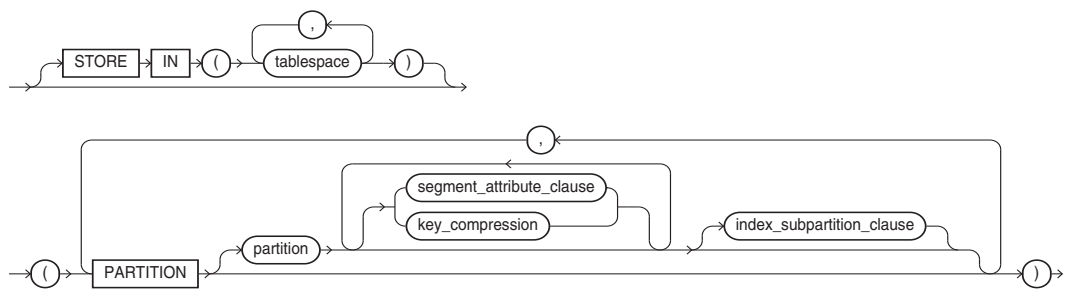 ,
STORE IN ( tablespace )
,
segment_attribute_clause
key_compression
partition index_subpartition_clause
( PARTITION )